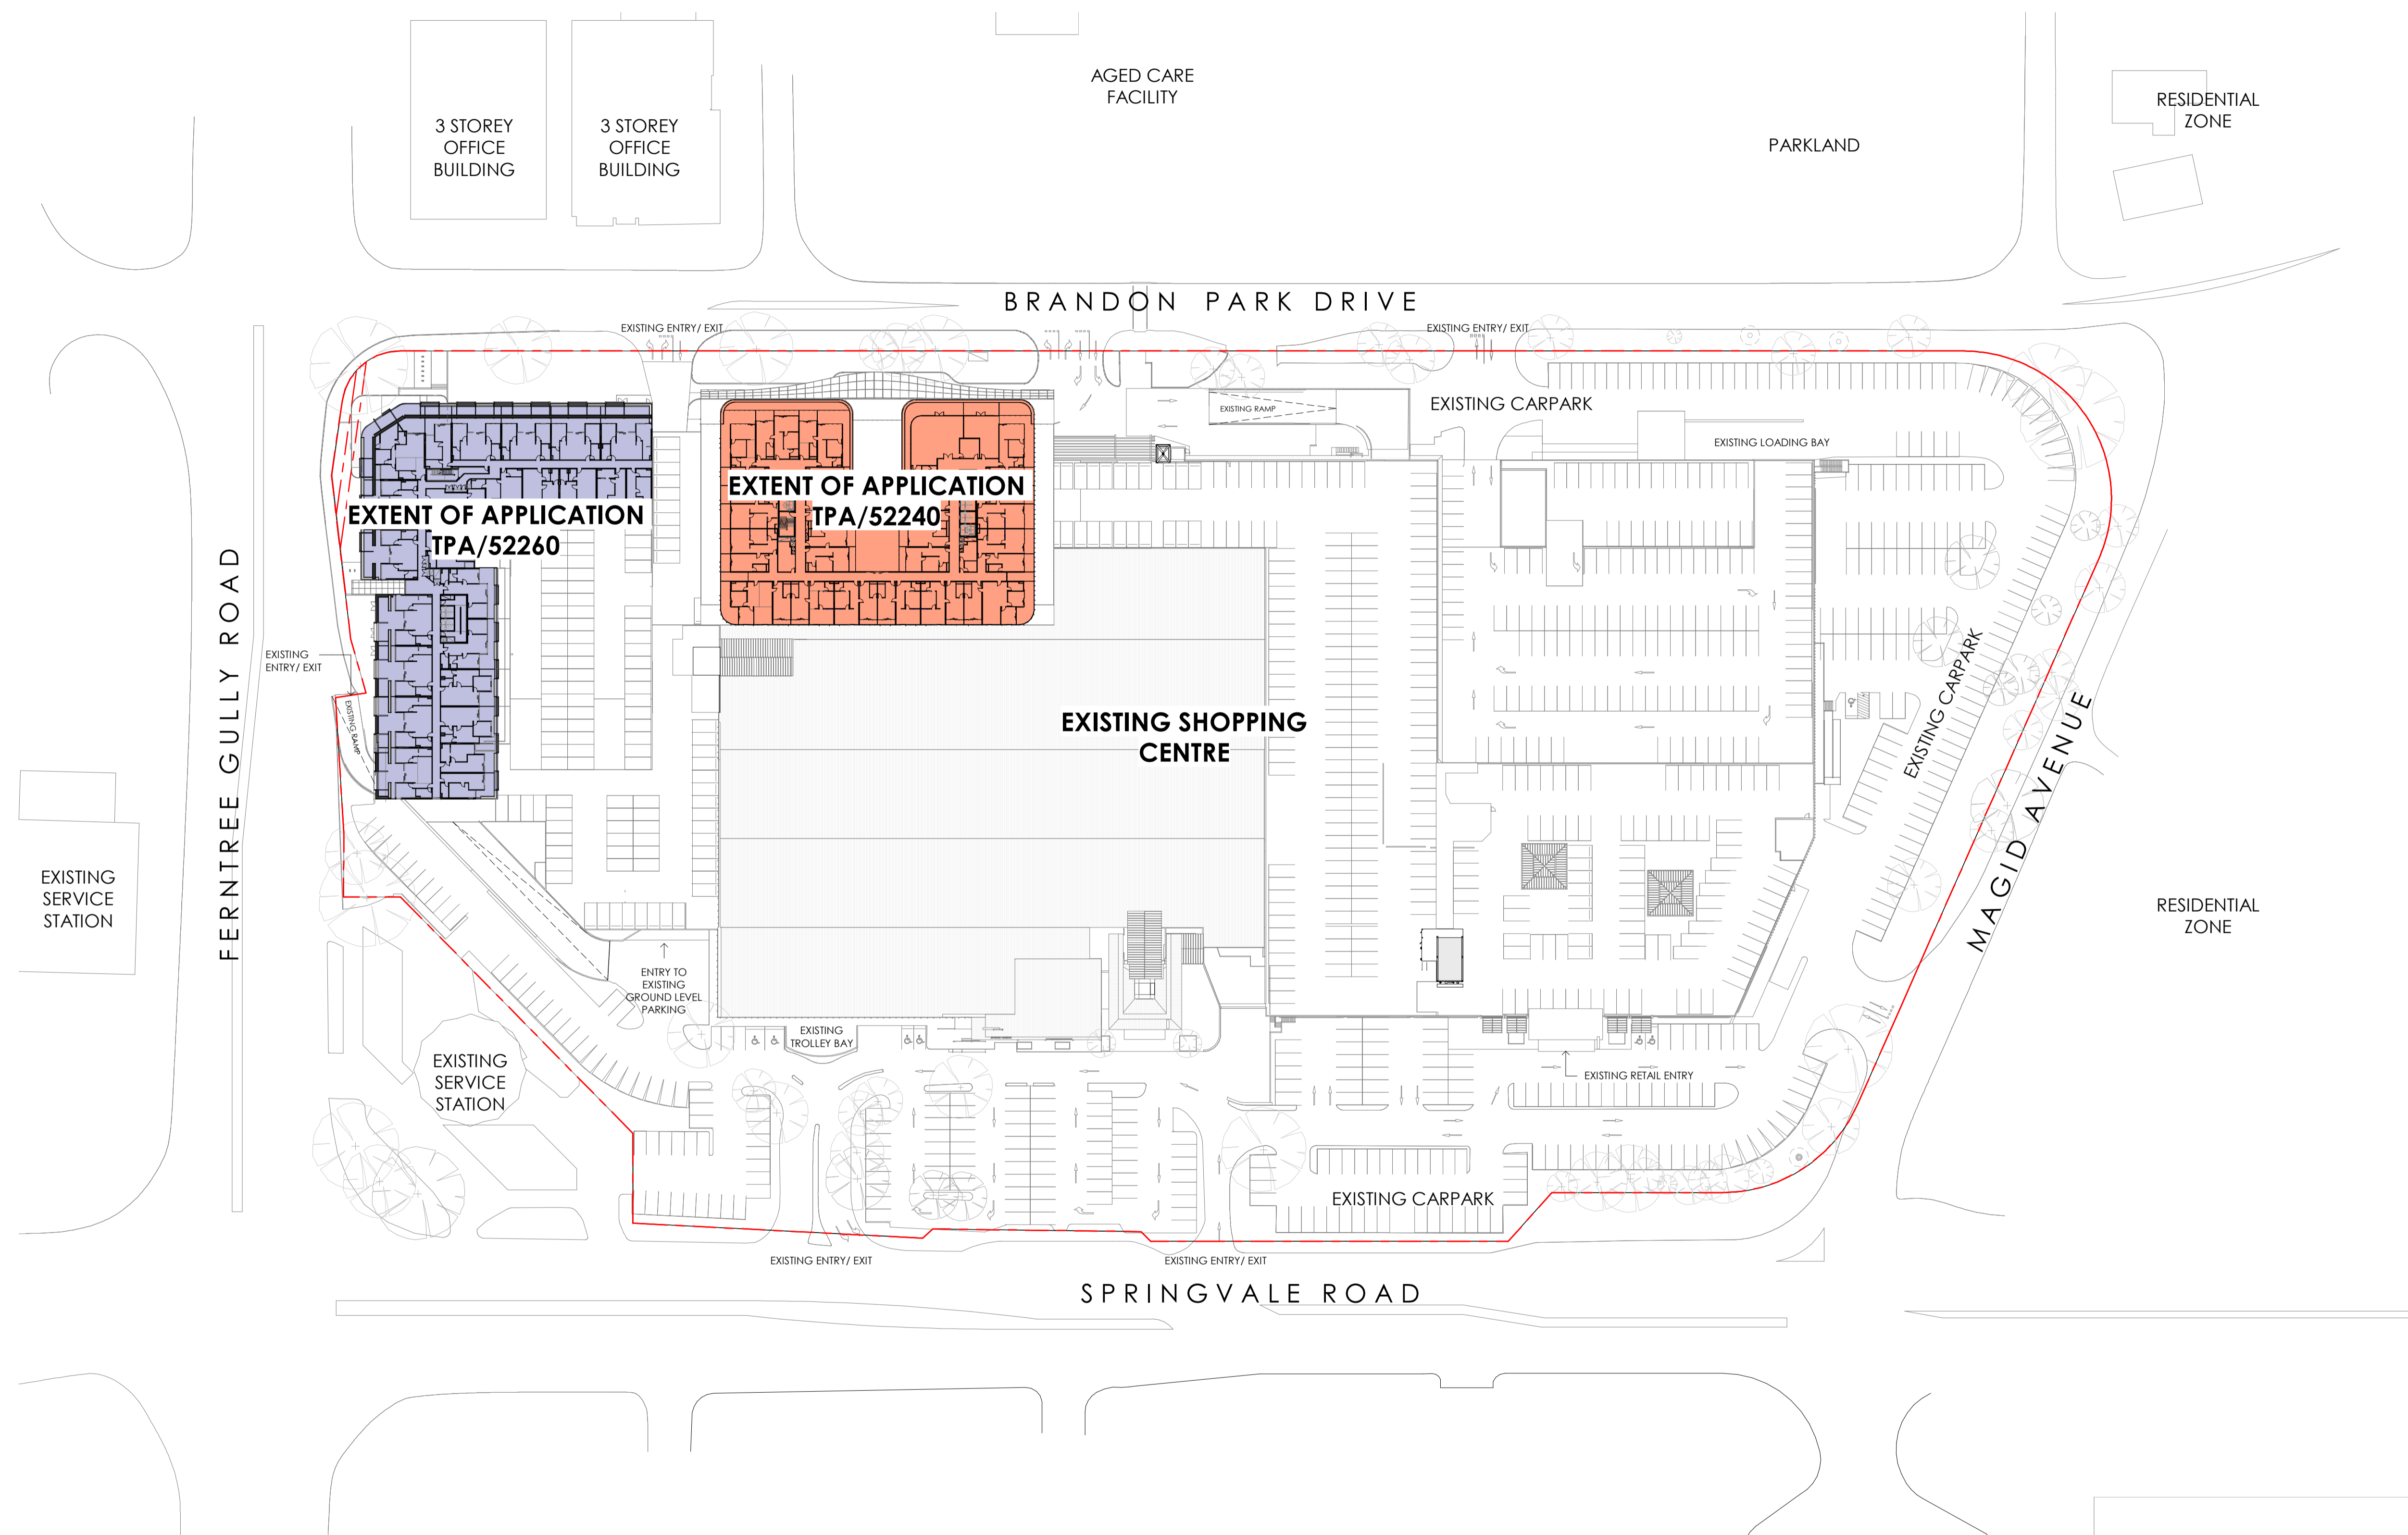 AGED CARE
FACILITY
3 STOREY
OFFICE
BUILDING
3 STOREY
OFFICE
BUILDING
RESIDENTIAL
ZONE
PARKLAND
BRANDON PARK DRIVE
EXISTING ENTRY/ EXIT
EXISTING ENTRY/ EXIT
EXISTING RAMP
EXISTING CARPARK
EXISTING LOADING BAY
EXTENT OF APPLICATION
TPA/52260
EXTENT OF APPLICATION
TPA/52240
FERNTREE GULLY ROAD
EXISTING
ENTRY/ EXIT
EXISTING RAMP
EXISTING SHOPPING
CENTRE
EXISTING CARPARK
MAGID AVENUE
EXISTING
SERVICE
STATION
RESIDENTIAL
ZONE
ENTRY TO
EXISTING
GROUND LEVEL
PARKING
EXISTING
TROLLEY BAY
EXISTING
SERVICE
STATION
EXISTING RETAIL ENTRY
EXISTING CARPARK
EXISTING ENTRY/ EXIT
EXISTING ENTRY/ EXIT
SPRINGVALE ROAD